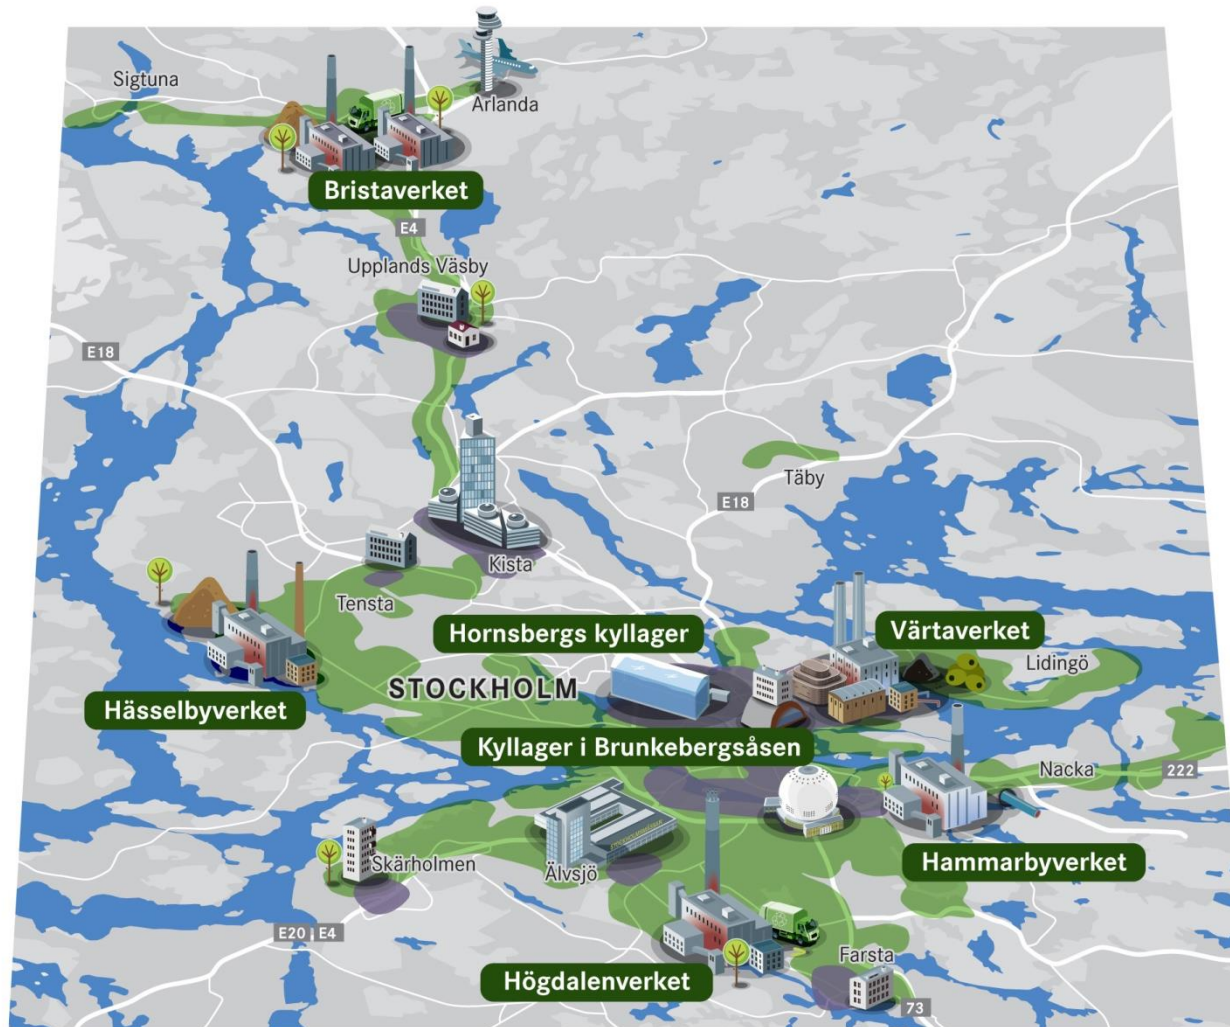 Sigtuna
Arlanda
Bristaverket
E4
Upplands Väsby
E18
Täby
E18
Kista
Tensta
Hornsbergs kyllager
Värtaverket
Lidingö
STOCKHOLM
Hässelbyverket
Kyllager i Brunkebergsåsen
Nacka
222
Skärholmen
Älvsjö
Hammarbyverket
E20 | E4
Farsta
Högdalenverket
73